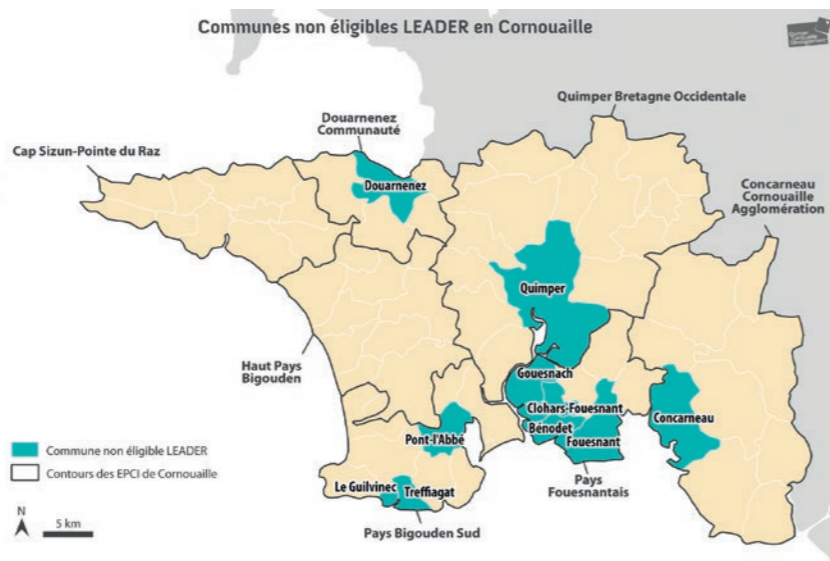 Communes non éligibles LEADER en Cornouaille
Quimper Bretagne Occidentale
Douarnenez
Communauté
Cap Sizun-Pointe du Raz
Douarnenez
Concarneau
Cornouaille
Agglomération
Quimper
Haut Pays
Bigouden
Gouesnach
Clohars-Fouesnant
Concarneau
Bénodet
Pont-l'Abbé
Fouesnant
Commune non éligible LEADER
Contours des EPCI de Cornouaille
Pays
Fouesnantais
Le Guilvinec
Treffiagat
N
5 km
Pays Bigouden Sud